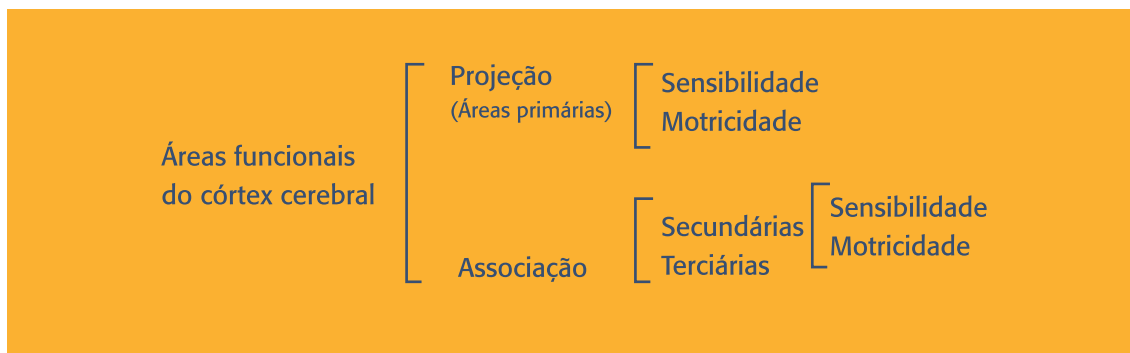 Áreas funcionais
do córtex cerebral
Projeção
(Áreas primárias)
Sensibilidade
Motricidade
Associação
Secundárias
Terciárias
Sensibilidade
Motricidade